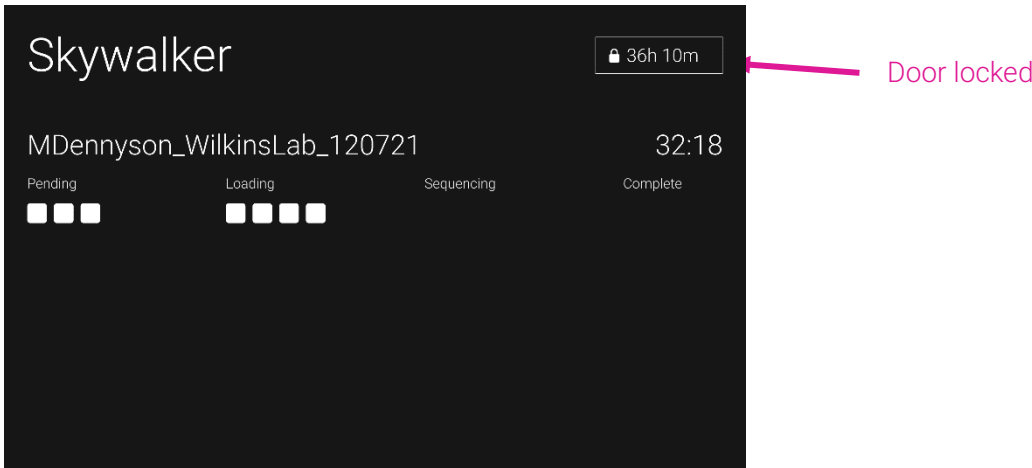 Skywalker
36h 10m
Door locked
MDennyson_WilkinsLab_120721
32:18
Pending
Loading
Sequencing
Complete